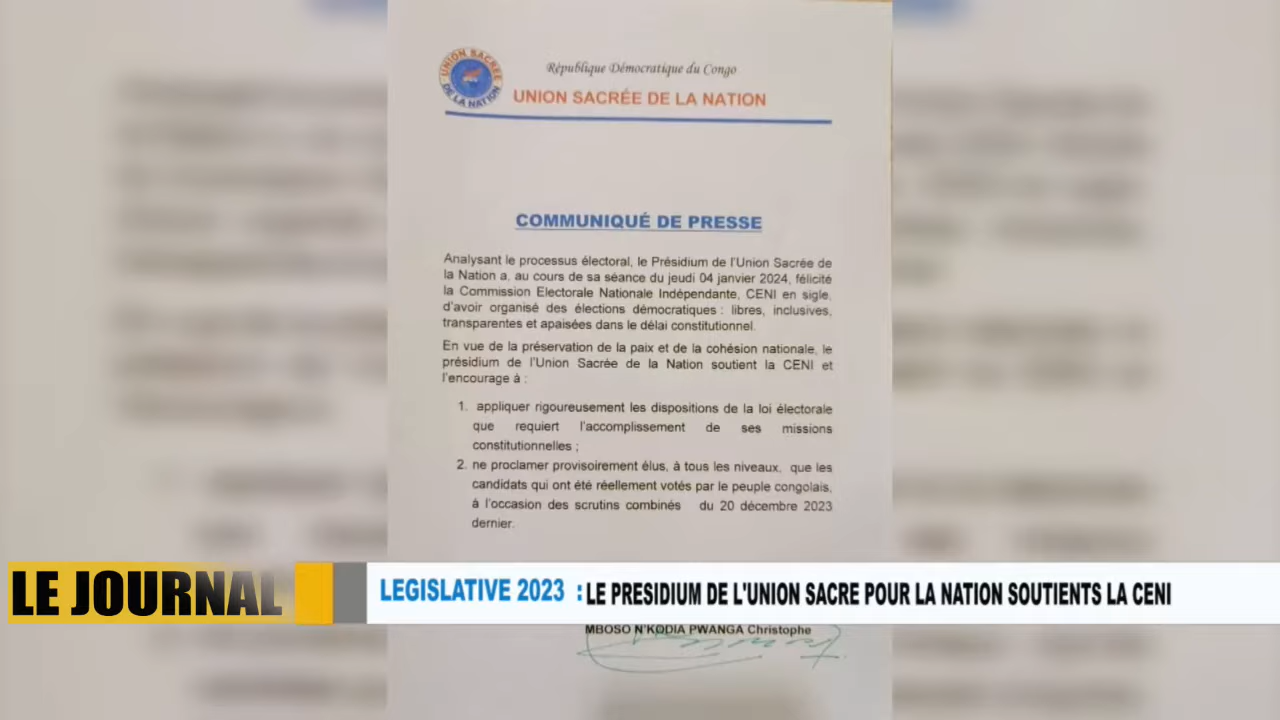 UNION SACRÉE
DE LA NATION
République Démocratique du Congo
UNION SACRÉE DE LA NATION
COMMUNIQUÉ DE PRESSE
Analysant le processus électoral, le Présidium de l'Union Sacrée de
la Nation a, au cours de sa séance du jeudi 04 janvier 2024, félicité
la Commission Electorale Nationale Indépendante, CENI en sigle,
d'avoir organisé des élections démocratiques : libres, inclusives,
transparentes et apaisées dans le délai constitutionnel.
En vue de la préservation de la paix et de la cohésion nationale, le
présidium de l'Union Sacrée de la Nation soutient la CENI et
l'encourage à :
1. appliquer rigoureusement les dispositions de la loi électorale
que requiert l'accomplissement de ses missions
constitutionnelles ;
2. ne proclamer provisoirement élus, à tous les niveaux, que les
candidats qui ont été réellement votés par le peuple congolais,
à l'occasion des scrutins combinés du 20 décembre 2023
dernier.
LE JOURNAL
LEGISLATIVE 2023 : LE PRESIDIUM DE L'UNION SACRE POUR LA NATION SOUTIENTS LA CENI
MBOSO N'KODIA PWANGA Christophe